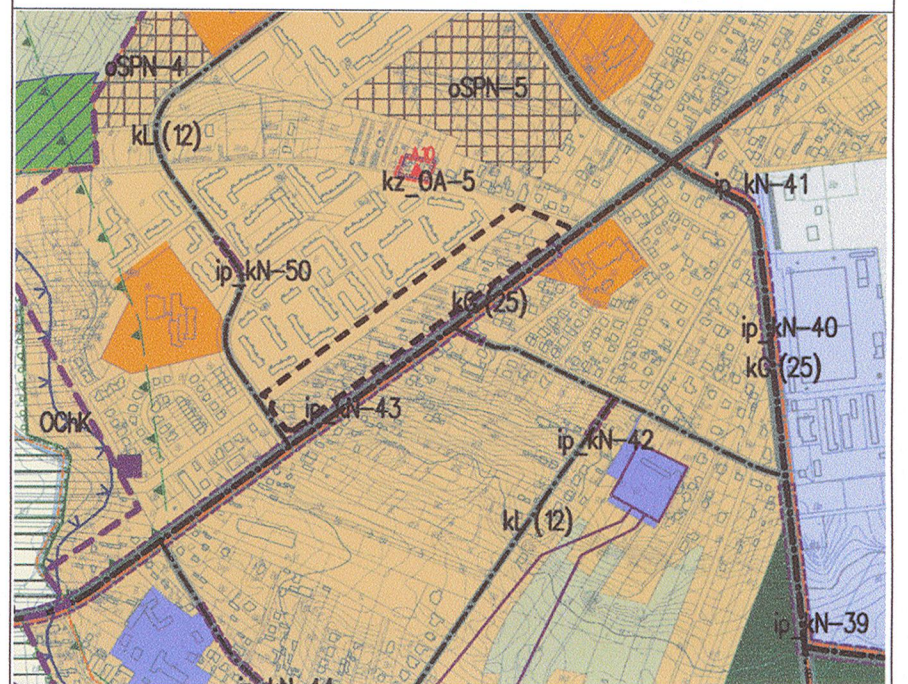 oSPN-4
oSPN-5
kL (12)
A10
kz_OA-5
ip_kN-41
ip_kN-50
kG (25)
ip_kN-40
kG (25)
ip_kN-43
OChK
ip_kN-42
kL (12)
ip_kN-39